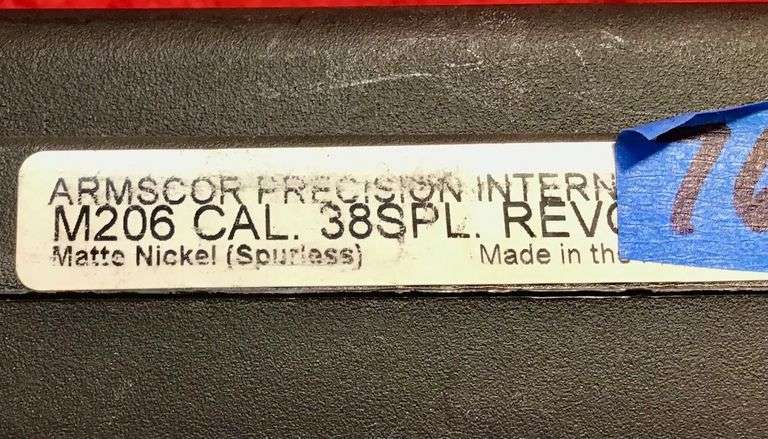 ARMSCOR PRECISION INTERN
M206 CAL. 38SPL. REVO
Matte Nickel (Spurless)
Made in the